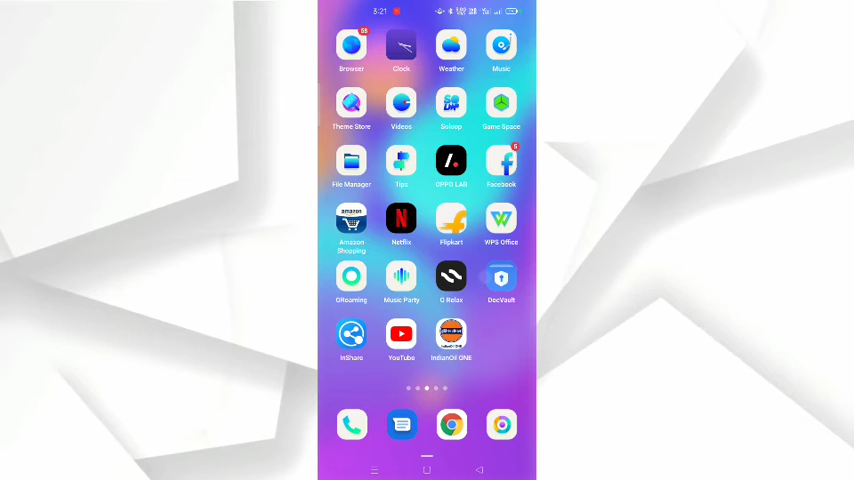 3:21
58
Browser
Clock
Weather
Music
Theme Store
Videos
Soloop
Game Space
5
File Manager
Tips
OPPO LAB
Facebook
amazon
Amazon
Shopping
Netflix
Flipkart
WPS Office
ORoaming
Music Party
O Relax
DocVault
InShare
YouTube
IndianOil ONE